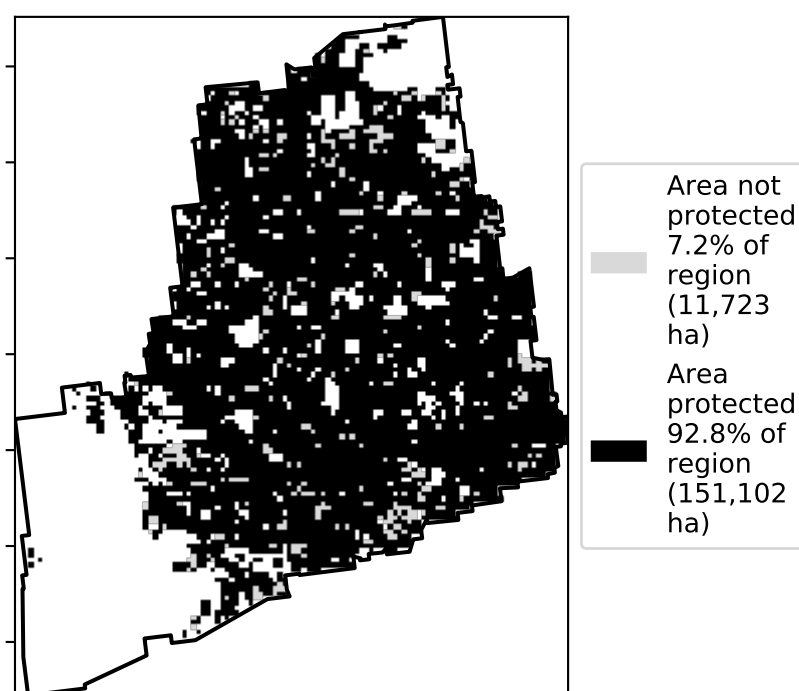 Area not
protected
7.2% of
region
(11,723
ha)
Area
protected
92.8% of
region
(151,102
ha)